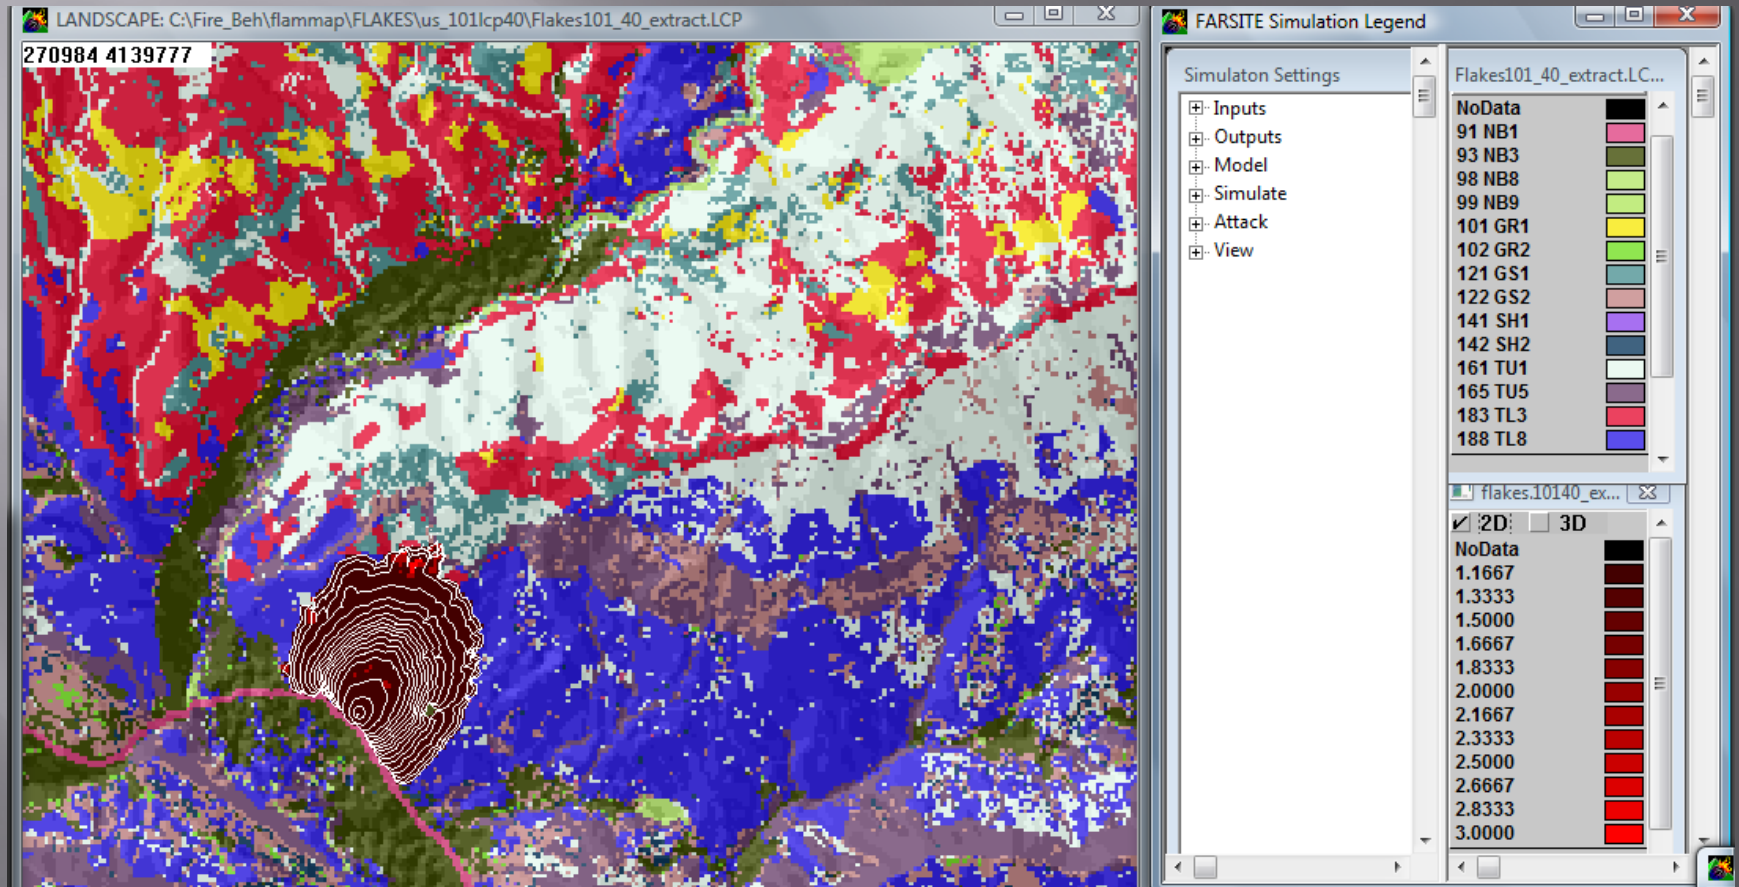 LANDSCAPE: C:\Fire_Beh\flammap\FLAKES\us_101lcp40\Flakes101_40_extract.LCP
270984 4139777
FARSITE Simulation Legend
Simulaton Settings
Inputs
Outputs
Model
Simulate
Attack
View
Flakes101_40_extract.LC...
NoData
91 NB1
93 NB3
98 NB8
99 NB9
101 GR1
102 GR2
121 GS1
122 GS2
141 SH1
142 SH2
161 TU1
165 TU5
183 TL3
188 TL8
flakes.10140_ex...
2D 3D
NoData
1.1667
1.3333
1.5000
1.6667
1.8333
2.0000
2.1667
2.3333
2.5000
2.6667
2.8333
3.0000